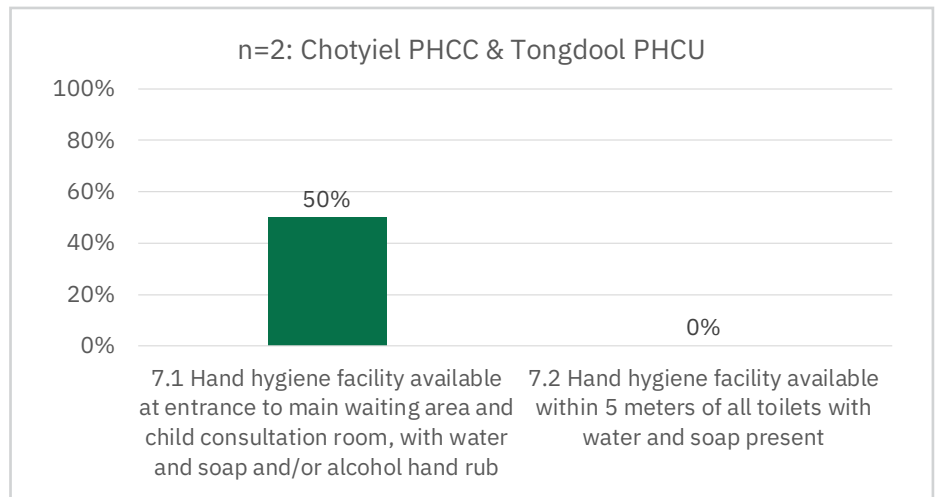 n=2: Chotyiel PHCC & Tongdool PHCU
100%
80%
60%
40%
20%
0%
50%
0%
7.1 Hand hygiene facility available
at entrance to main waiting area and
child consultation room, with water
and soap and/or alcohol hand rub
7.2 Hand hygiene facility available
within 5 meters of all toilets with
water and soap present